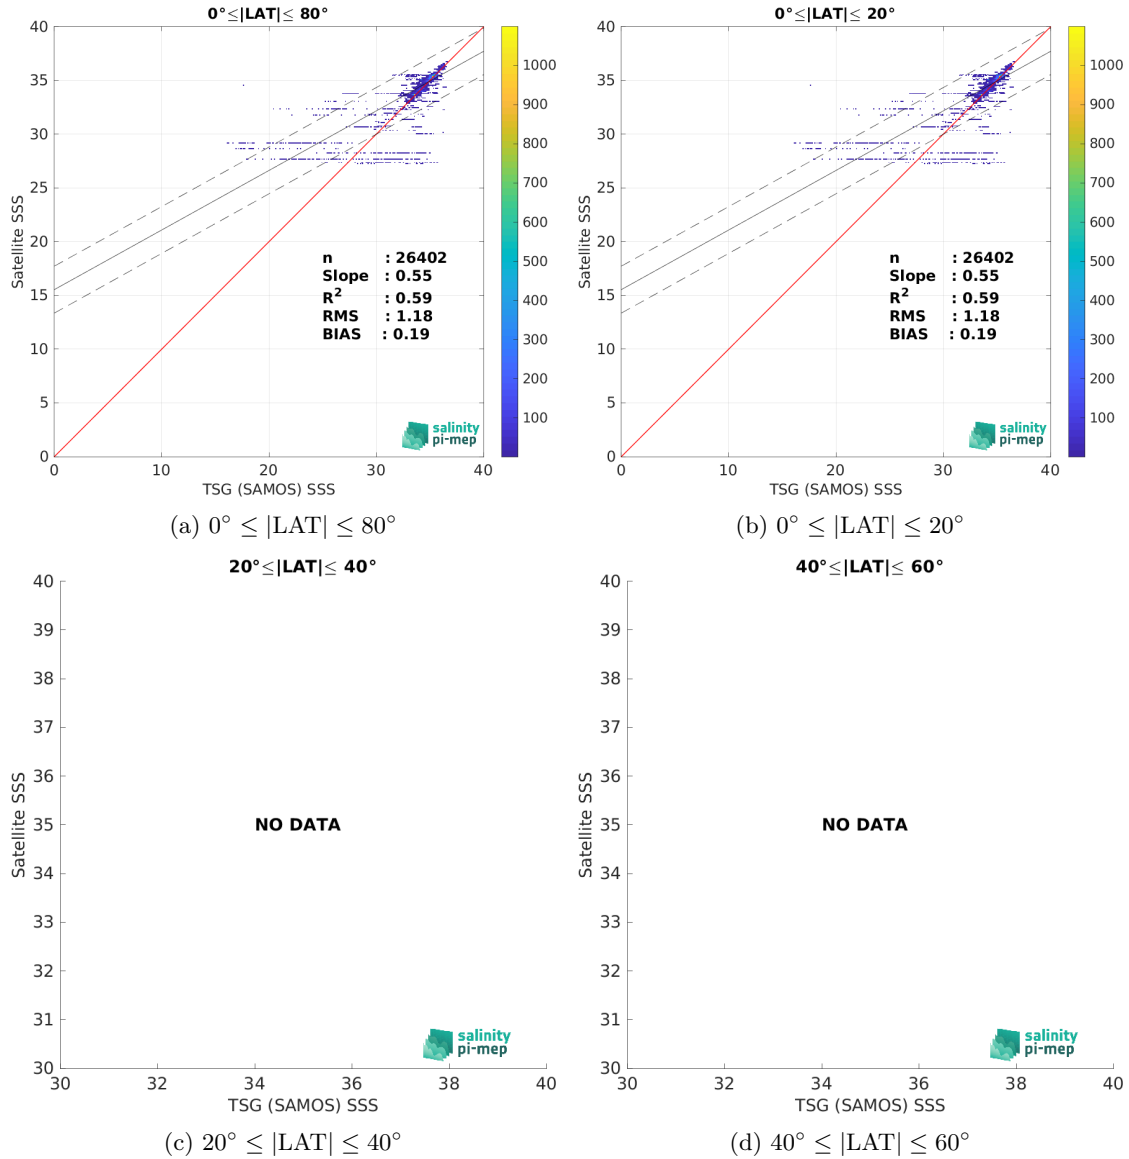 0°≤|LAT|≤ 80°
40
35
30
25
20
15
10
5
0
Satellite SSS
n : 26402
Slope : 0.55
R² : 0.59
RMS : 1.18
BIAS : 0.19
salinity
pi-mep
0 10 20 30 40
TSG (SAMOS) SSS
1000
900
800
700
600
500
400
300
200
100
(a) 0° ≤ |LAT| ≤ 80°
0°≤|LAT|≤ 20°
40
35
30
25
20
15
10
5
0
Satellite SSS
n : 26402
Slope : 0.55
R² : 0.59
RMS : 1.18
BIAS : 0.19
salinity
pi-mep
0 10 20 30 40
TSG (SAMOS) SSS
1000
900
800
700
600
500
400
300
200
100
(b) 0° ≤ |LAT| ≤ 20°
20°≤|LAT|≤ 40°
40
39
38
37
36
35
34
33
32
31
30
Satellite SSS
NO DATA
salinity
pi-mep
30 32 34 36 38 40
TSG (SAMOS) SSS
(c) 20° ≤ |LAT| ≤ 40°
40°≤|LAT|≤ 60°
40
39
38
37
36
35
34
33
32
31
30
Satellite SSS
NO DATA
salinity
pi-mep
30 32 34 36 38 40
TSG (SAMOS) SSS
(d) 40° ≤ |LAT| ≤ 60°